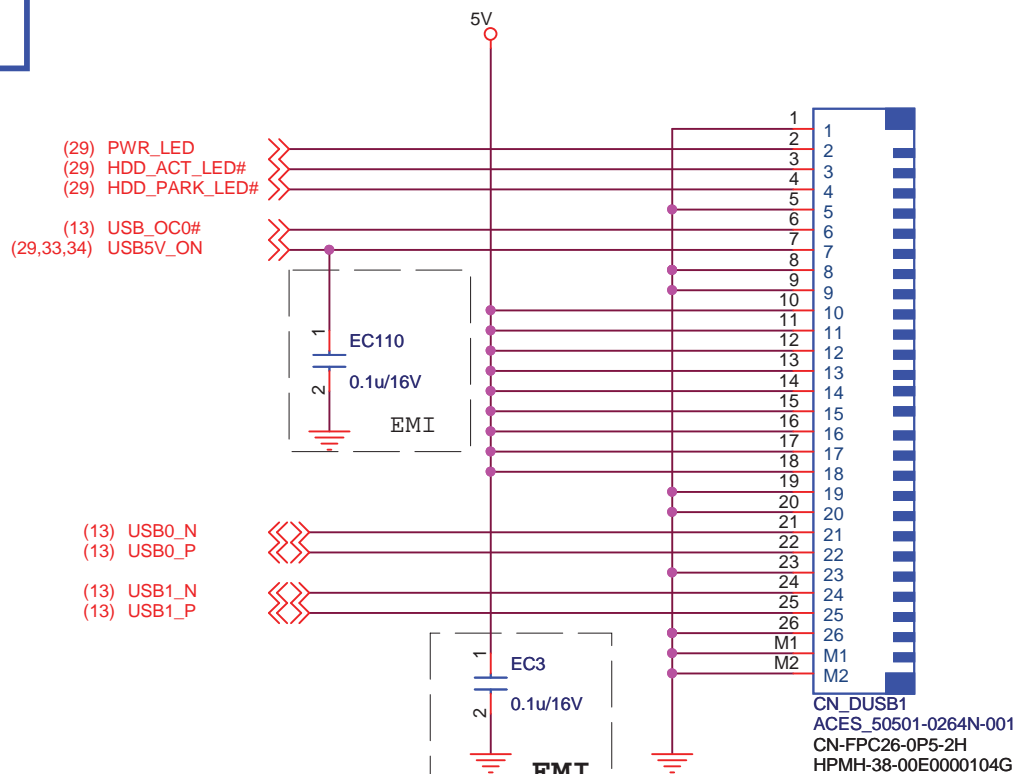 5V
(29) PWR_LED
(29) HDD_ACT_LED#
(29) HDD_PARK_LED#
(13) USB_OC0#
(29,33,34) USB5V_ON
1
EC110
0.1u/16V
2
EMI
(13) USB0_N
(13) USB0_P
(13) USB1_N
(13) USB1_P
1
EC3
0.1u/16V
2
EMI
1 1
2 2
3 3
4 4
5 5
6 6
7 7
8 8
9 9
10 10
11 11
12 12
13 13
14 14
15 15
16 16
17 17
18 18
19 19
20 20
21 21
22 22
23 23
24 24
25 25
26 26
M1 M1
M2 M2
CN_DUSB1
ACES_50501-0264N-001
CN-FPC26-0P5-2H
HPMH-38-00E0000104G